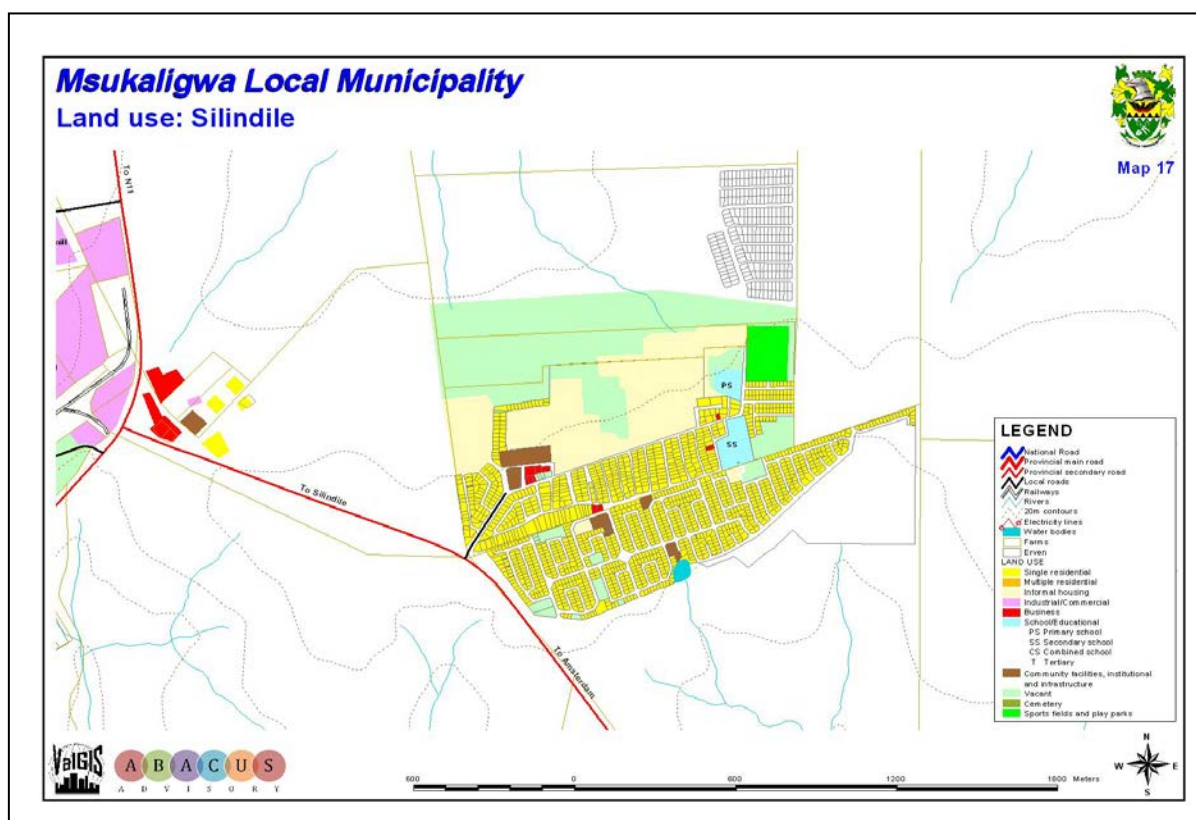 Msukaligwa Local Municipality
Land use: Silindile
Map 17
To N11
To Silindile
To Amsterdam
PS
SS
LEGEND
National Road
Provincial main road
Provincial secondary road
Local roads
Railways
Rivers
20m contours
Electricity lines
Water bodies
Farms
Erven
LAND USE
Single residential
Multiple residential
Informal housing
Industrial/Commercial
Business
School/Educational
PS Primary school
SS Secondary school
CS Combined school
T Tertiary
Community facilities, institutional
and infrastructure
Vacant
Cemetery
Sports fields and play parks
ValGIS
ABACUS
ADVISORY
600 0 600 1200 1800 Meters
N
W E
S